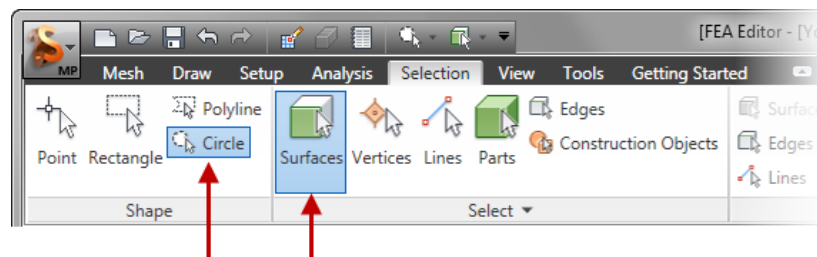 [FEA Editor - [Yo
MP Mesh Draw Setup Analysis Selection View Tools Getting Started
Polyline Edges Surfac
Circle Construction Objects Edges
Point Rectangle Surfaces Vertices Lines Parts Lines
Shape Select